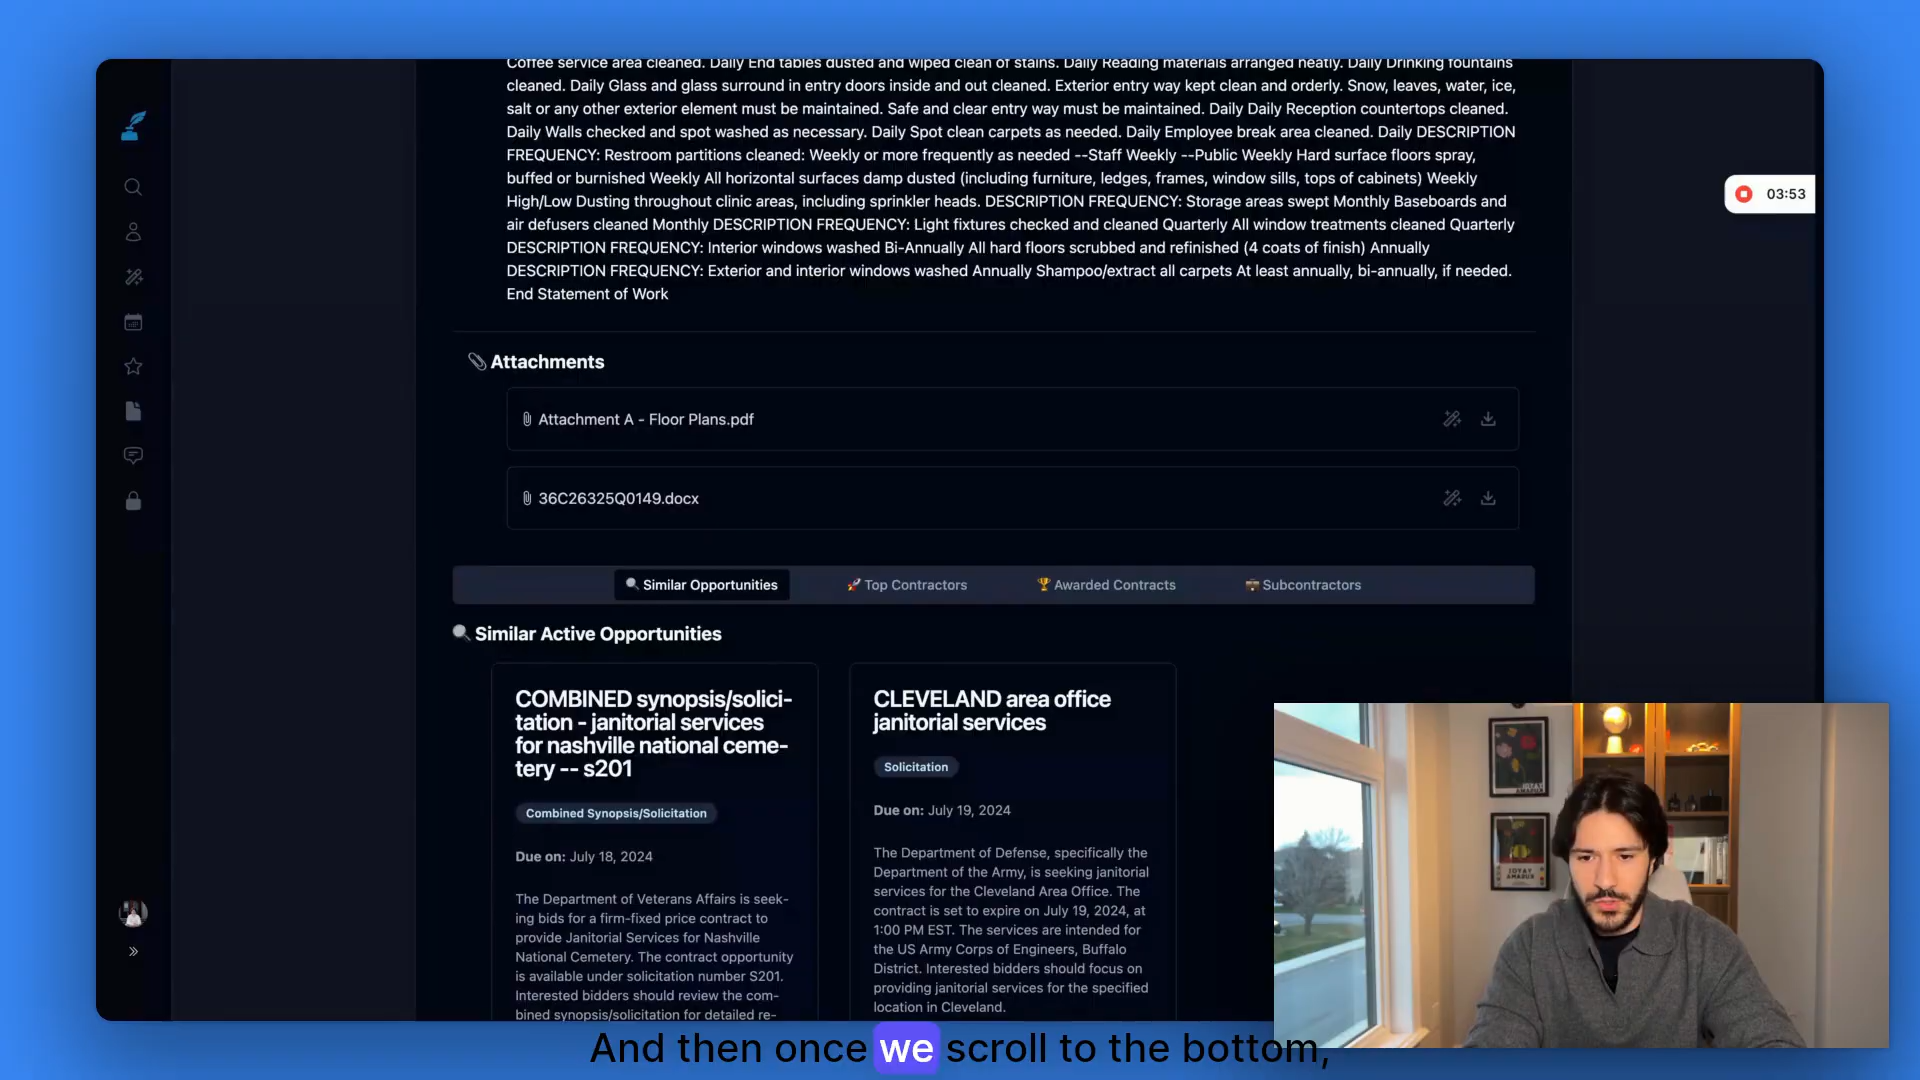 Coffee service area cleaned. Daily End tables dusted and wiped clean of stains. Daily Reading materials arranged neatly. Daily Drinking fountains
cleaned. Daily Glass and glass surround in entry doors inside and out cleaned. Exterior entry way kept clean and orderly. Snow, leaves, water, ice,
salt or any other exterior element must be maintained. Safe and clear entry way must be maintained. Daily Daily Reception countertops cleaned.
Daily Walls checked and spot washed as necessary. Daily Spot clean carpets as needed. Daily Employee break area cleaned. Daily DESCRIPTION
FREQUENCY: Restroom partitions cleaned: Weekly or more frequently as needed --Staff Weekly --Public Weekly Hard surface floors spray,
buffed or burnished Weekly All horizontal surfaces damp dusted (including furniture, ledges, frames, window sills, tops of cabinets) Weekly
High/Low Dusting throughout clinic areas, including sprinkler heads. DESCRIPTION FREQUENCY: Storage areas swept Monthly Baseboards and
air defusers cleaned Monthly DESCRIPTION FREQUENCY: Light fixtures checked and cleaned Quarterly All window treatments cleaned Quarterly
DESCRIPTION FREQUENCY: Interior windows washed Bi-Annually All hard floors scrubbed and refinished (4 coats of finish) Annually
DESCRIPTION FREQUENCY: Exterior and interior windows washed Annually Shampoo/extract all carpets At least annually, bi-annually, if needed.
End Statement of Work
03:53
Attachments
Attachment A - Floor Plans.pdf
36C26325Q0149.docx
Similar Opportunities
Top Contractors
Awarded Contracts
Subcontractors
Similar Active Opportunities
COMBINED synopsis/solici-
tation - janitorial services
for nashville national ceme-
tery -- s201
Combined Synopsis/Solicitation
Due on: July 18, 2024
The Department of Veterans Affairs is seek-
ing bids for a firm-fixed price contract to
provide Janitorial Services for Nashville
National Cemetery. The contract opportunity
is available under solicitation number S201.
Interested bidders should review the com-
bined synopsis/solicitation for detailed re-
CLEVELAND area office
janitorial services
Solicitation
Due on: July 19, 2024
The Department of Defense, specifically the
Department of the Army, is seeking janitorial
services for the Cleveland Area Office. The
contract is set to expire on July 19, 2024, at
1:00 PM EST. The services are intended for
the US Army Corps of Engineers, Buffalo
District. Interested bidders should focus on
providing janitorial services for the specified
location in Cleveland.
And then once we scroll to the bottom,